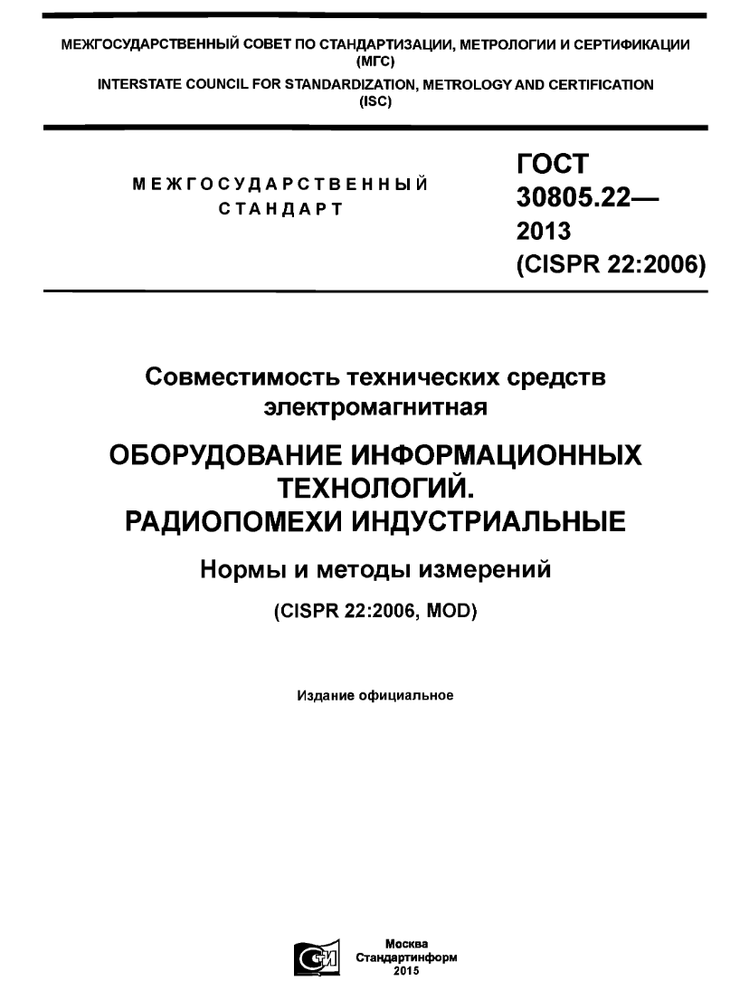 МЕЖГОСУДАРСТВЕННЫЙ СОВЕТ ПО СТАНДАРТИЗАЦИИ, МЕТРОЛОГИИ И СЕРТИФИКАЦИИ
(МГС)
INTERSTATE COUNCIL FOR STANDARDIZATION, METROLOGY AND CERTIFICATION
(ISC)
МЕЖГОСУДАРСТВЕННЫЙ
СТАНДАРТ
ГОСТ
30805.22—
2013
(CISPR 22:2006)
Совместимость технических средств
электромагнитная
ОБОРУДОВАНИЕ ИНФОРМАЦИОННЫХ
ТЕХНОЛОГИЙ.
РАДИОПОМЕХИ ИНДУСТРИАЛЬНЫЕ
Нормы и методы измерений
(CISPR 22:2006, MOD)
Издание официальное
Сти
Москва
Стандартинформ
2015